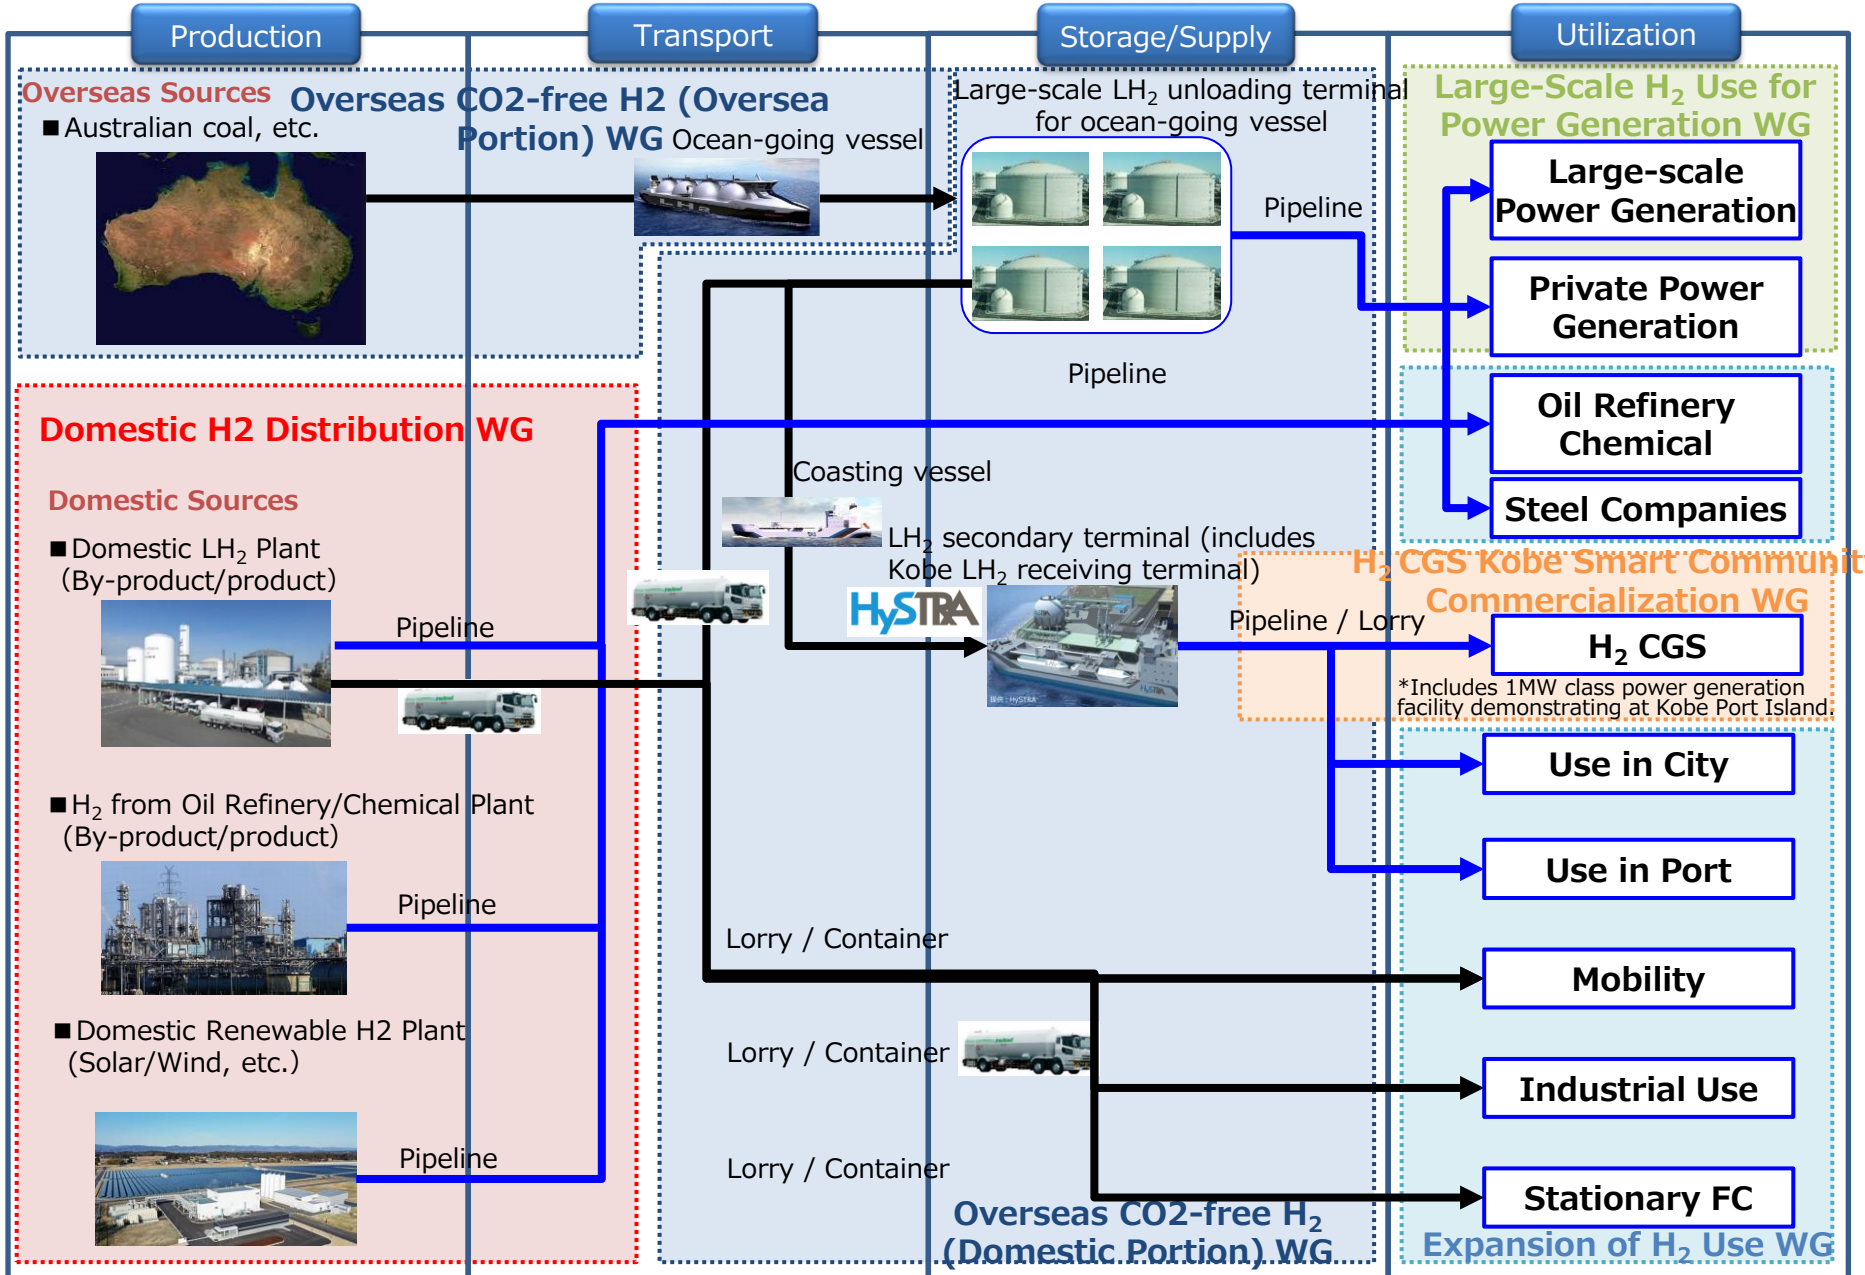 Production
Transport
Storage/Supply
Utilization
Overseas Sources
■Australian coal, etc.
Overseas CO2-free H2 (Oversea
Portion) WG
Ocean-going vessel
Large-scale LH₂ unloading terminal
for ocean-going vessel
LH2
Pipeline
Large-Scale H₂ Use for
Power Generation WG
Large-scale
Power Generation
Private Power
Generation
Pipeline
Oil Refinery
Chemical
Steel Companies
Domestic H2 Distribution WG
Domestic Sources
■Domestic LH₂ Plant
(By-product/product)
Pipeline
Coasting vessel
LH₂ secondary terminal (includes
Kobe LH₂ receiving terminal)
HySTRA
HySTRA
提供：HySTRA
Pipeline / Lorry
H₂ CGS Kobe Smart Communit
Commercialization WG
H₂ CGS
*Includes 1MW class power generation
facility demonstrating at Kobe Port Island.
Use in City
Use in Port
■H₂ from Oil Refinery/Chemical Plant
(By-product/product)
Pipeline
Lorry / Container
Mobility
■Domestic Renewable H2 Plant
(Solar/Wind, etc.)
Pipeline
Lorry / Container
Industrial Use
Lorry / Container
Stationary FC
Overseas CO2-free H₂
(Domestic Portion) WG
Expansion of H₂ Use WG